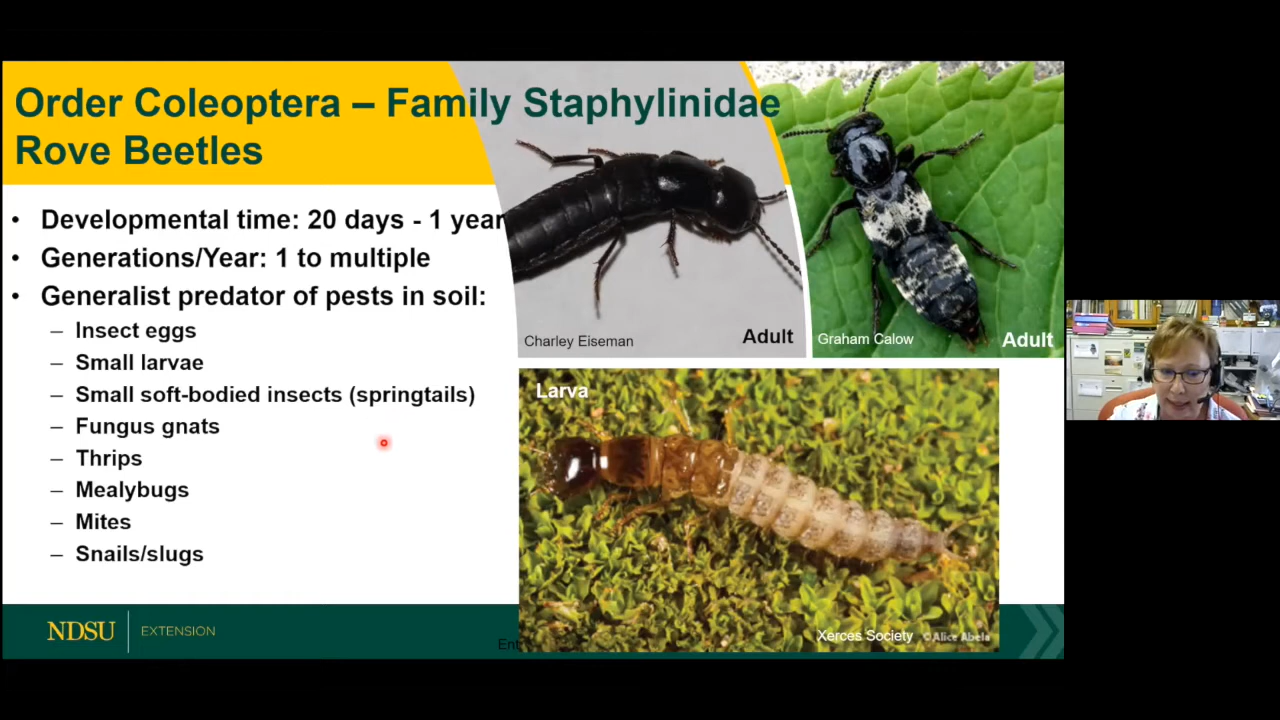 Order Coleoptera – Family Staphylinidae
Rove Beetles
• Developmental time: 20 days - 1 year
• Generations/Year: 1 to multiple
• Generalist predator of pests in soil:
– Insect eggs
– Small larvae
– Small soft-bodied insects (springtails)
– Fungus gnats
– Thrips
– Mealybugs
– Mites
– Snails/slugs
Charley Eiseman
Adult
Graham Calow
Adult
Larva
Xerces Society
©Alice Abela
NDSU
EXTENSION
Ent